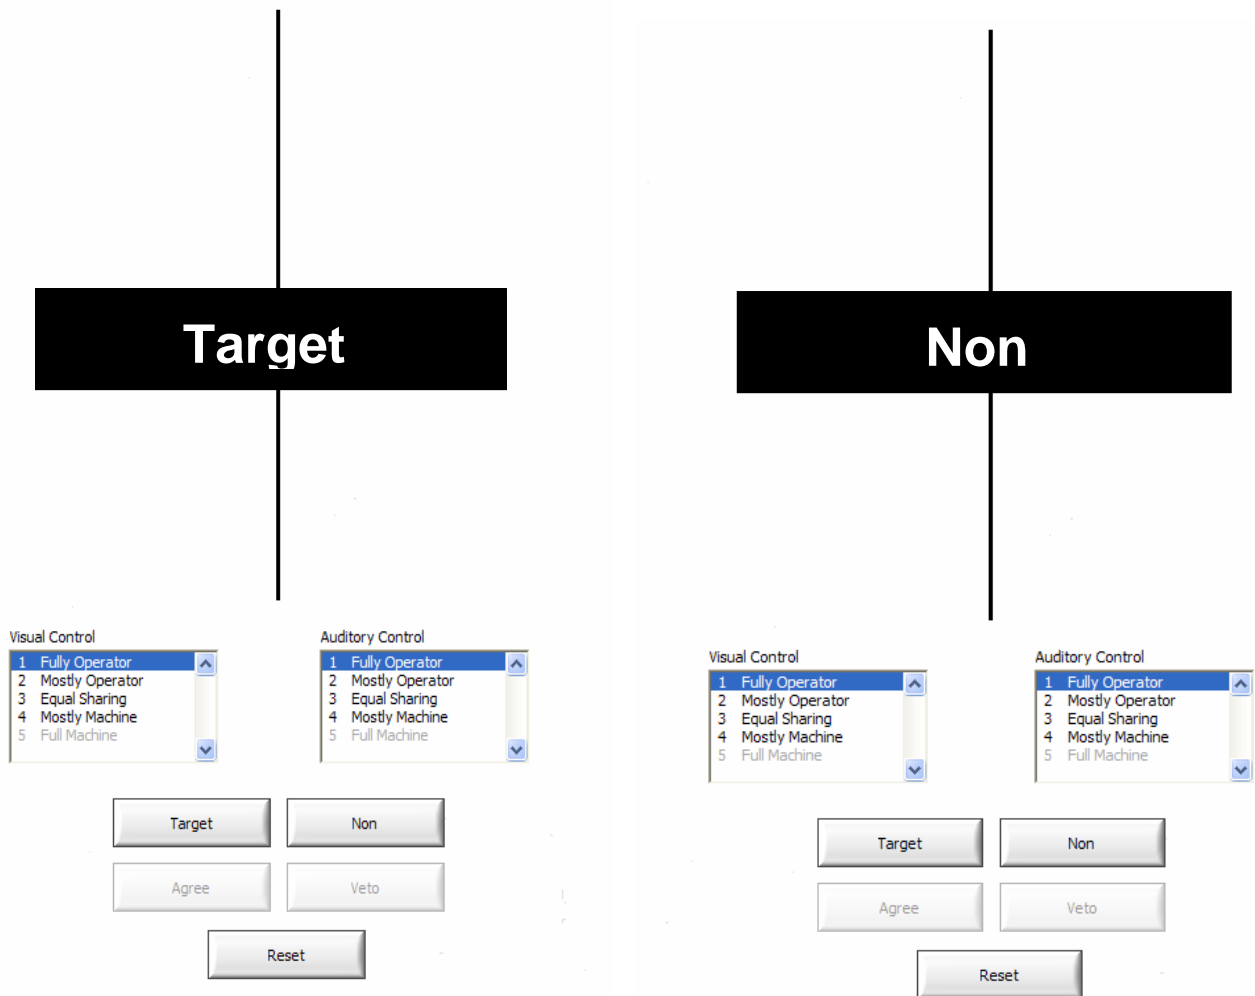 Target
Visual Control
1 Fully Operator
2 Mostly Operator
3 Equal Sharing
4 Mostly Machine
5 Full Machine
Auditory Control
1 Fully Operator
2 Mostly Operator
3 Equal Sharing
4 Mostly Machine
5 Full Machine
Target Non
Agree Veto
Reset
Non
Visual Control
1 Fully Operator
2 Mostly Operator
3 Equal Sharing
4 Mostly Machine
5 Full Machine
Auditory Control
1 Fully Operator
2 Mostly Operator
3 Equal Sharing
4 Mostly Machine
5 Full Machine
Target Non
Agree Veto
Reset